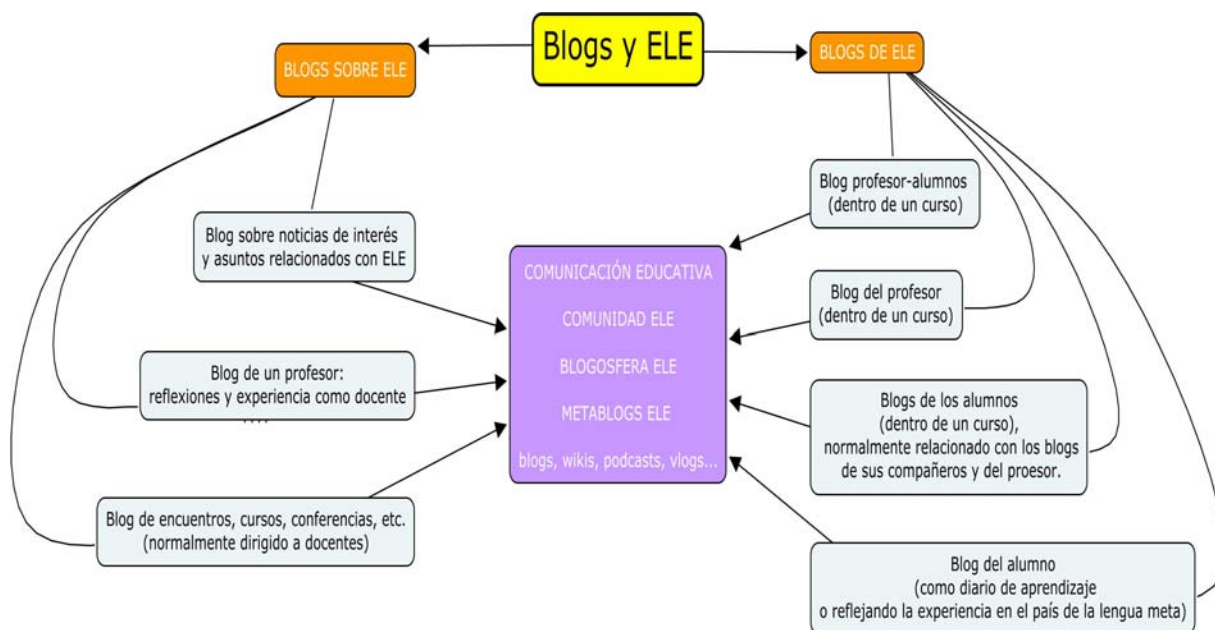 Blogs y ELE
BLOGS SOBRE ELE
BLOGS DE ELE
Blog sobre noticias de interés
y asuntos relacionados con ELE
Blog de un profesor:
reflexiones y experiencia como docente
....
Blog de encuentros, cursos, conferencias, etc.
(normalmente dirigido a docentes)
COMUNICACIÓN EDUCATIVA
COMUNIDAD ELE
BLOGOSFERA ELE
METABLOGS ELE
blogs, wikis, podcasts, vlogs...
Blog profesor-alumnos
(dentro de un curso)
Blog del profesor
(dentro de un curso)
Blogs de los alumnos
(dentro de un curso),
normalmente relacionado con los blogs
de sus compañeros y del proesor.
Blog del alumno
(como diario de aprendizaje
o reflejando la experiencia en el país de la lengua meta)